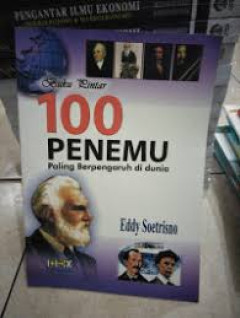 PENGANTAR ILMU EKONOMI
Buku Pintar
100
PENEMU
Paling Berpengaruh di dunia
Eddy Soetrisno